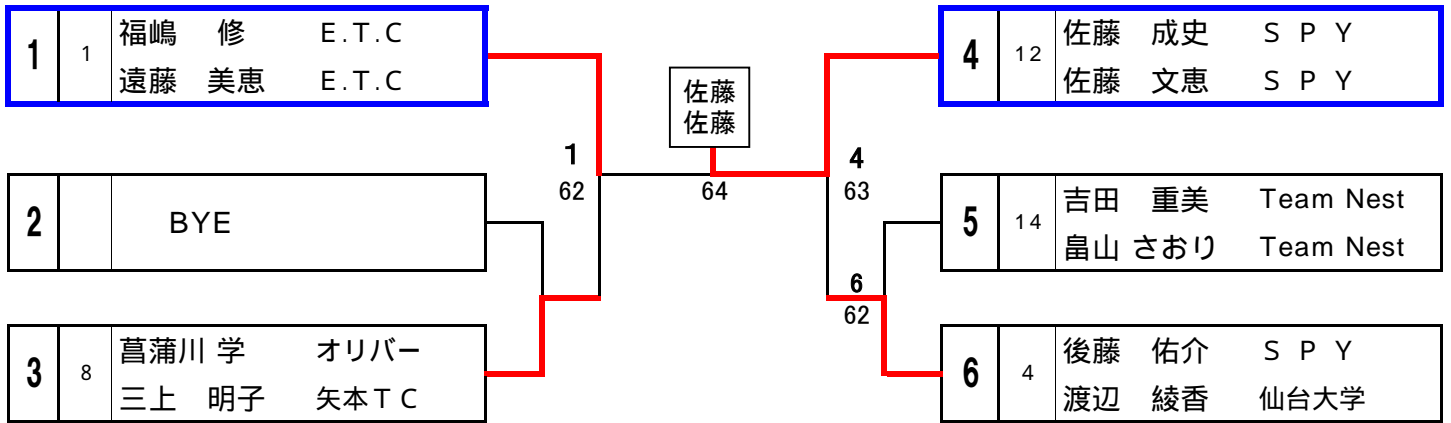 1 1 福嶋 修 E.T.C
遠藤 美恵 E.T.C
2 BYE
3 8 菖蒲川 学 オリバー
三上 明子 矢本TC
1
62
佐藤
佐藤
64
4
63
6
62
4 12 佐藤 成史 S P Y
佐藤 文恵 S P Y
5 14 吉田 重美 Team Nest
畠山 さおり Team Nest
6 4 後藤 佑介 S P Y
渡辺 綾香 仙台大学